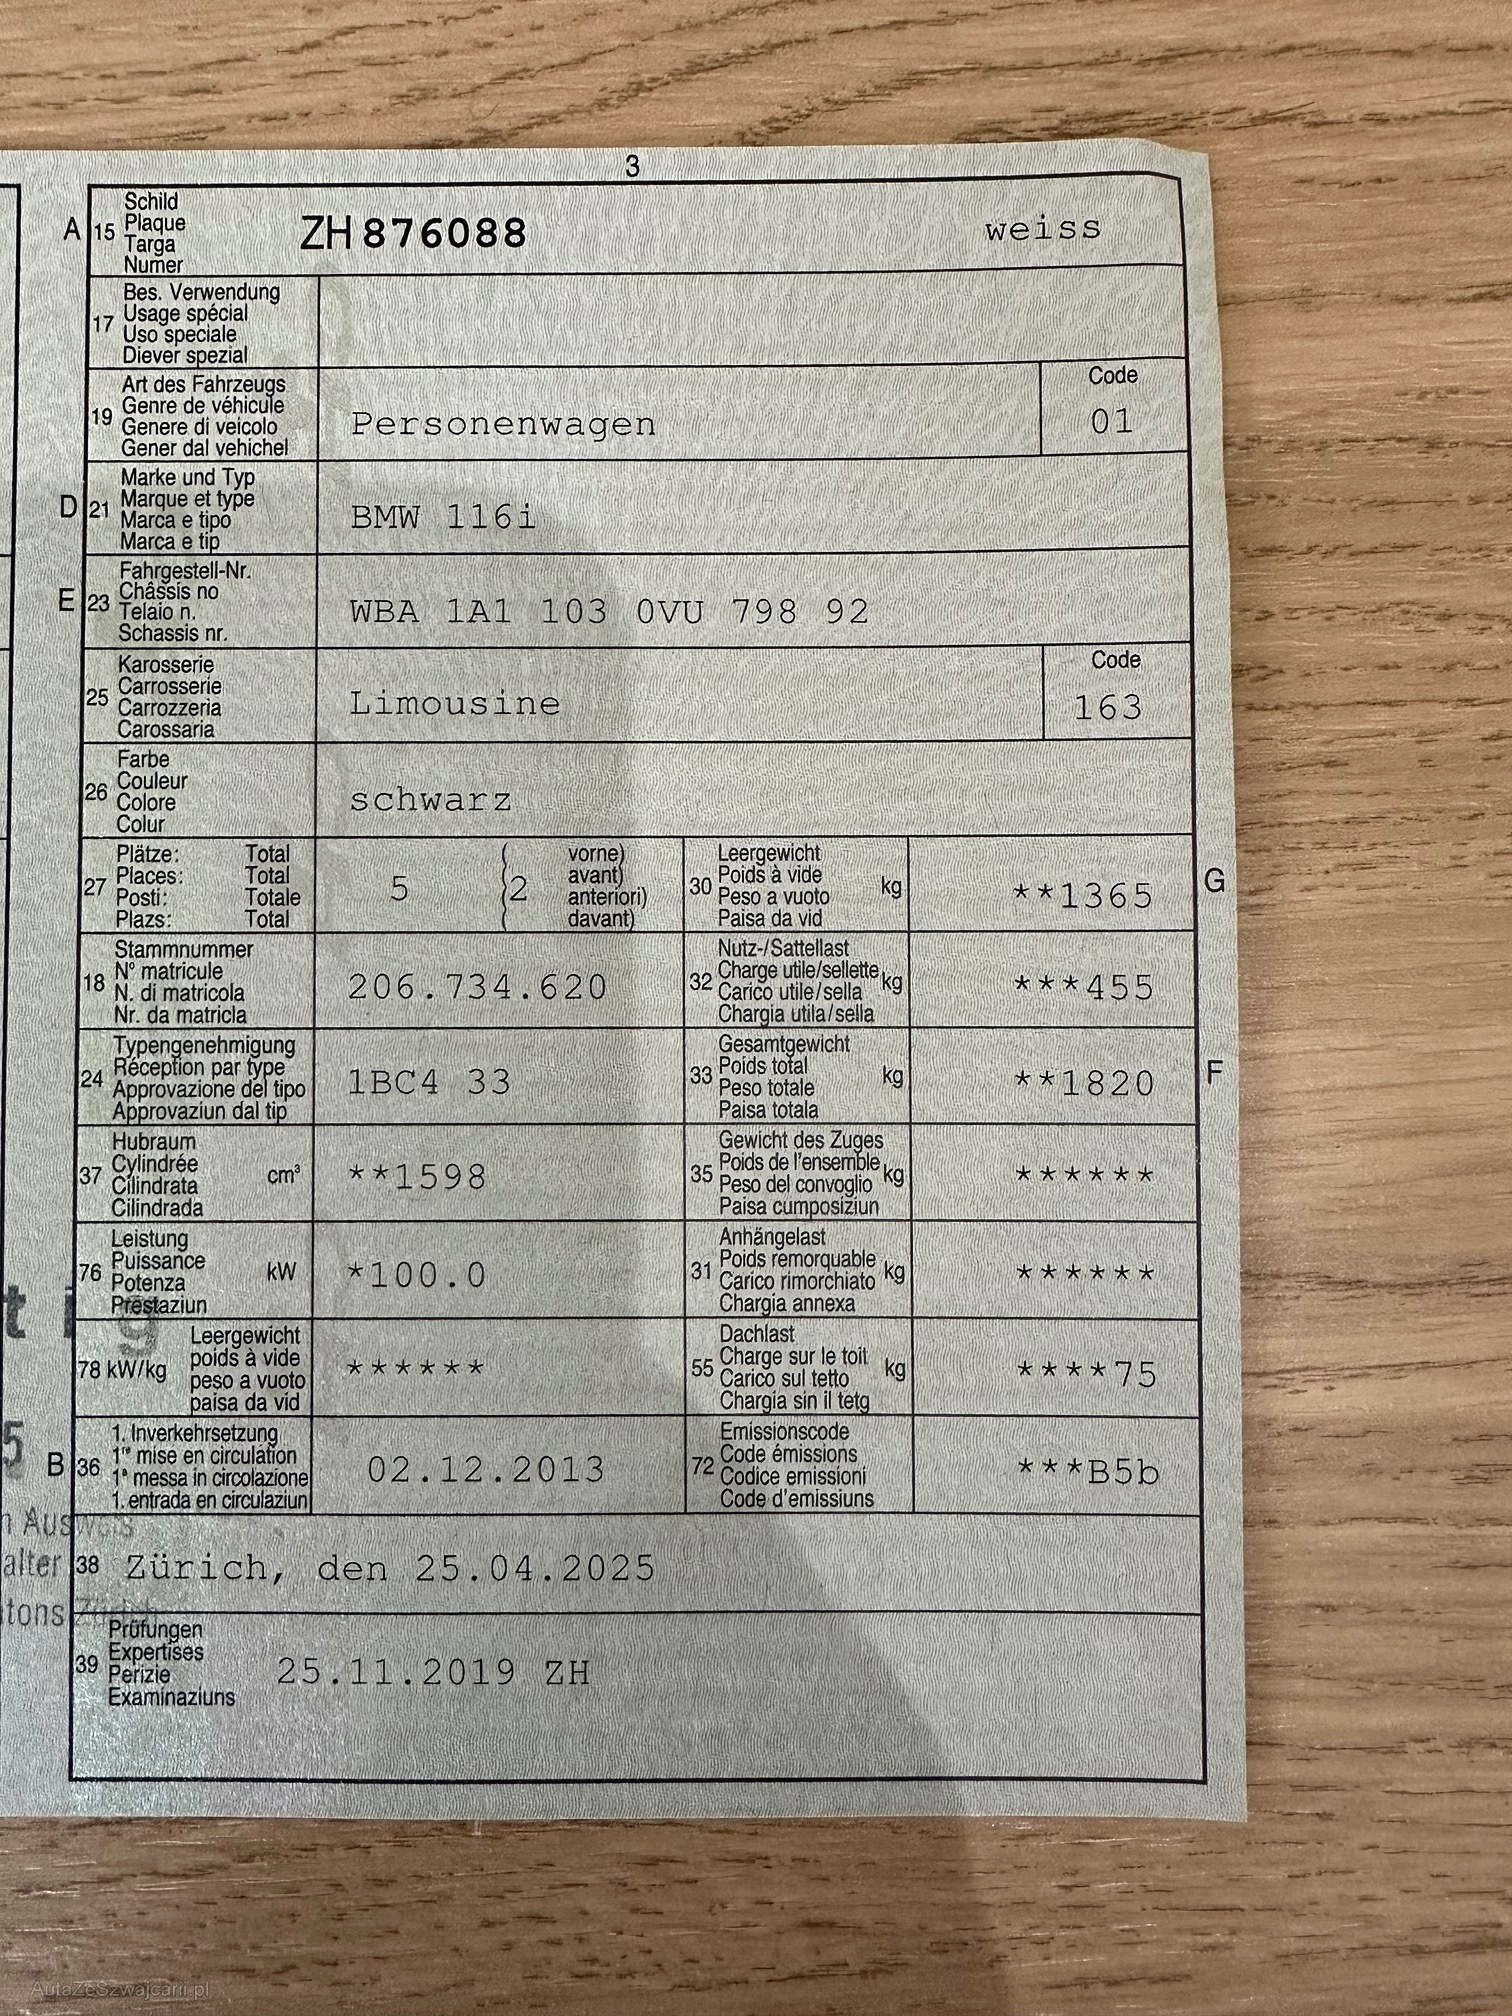 3
A 15 Schild
Plaque
Targa
Numer
ZH 876088 weiss
17 Bes. Verwendung
Usage spécial
Uso speciale
Diever spezial
19 Art des Fahrzeugs
Genre de véhicule
Genere di veicolo
Gener dal vehichel
Personenwagen
Code
01
D 21 Marke und Typ
Marque et type
Marca e tipo
Marca e tip
BMW 116i
E 23 Fahrgestell-Nr.
Châssis no
Telaio n.
Schassis nr.
WBA 1A1 103 0VU 798 92
25 Karosserie
Carrosserie
Carrozzeria
Carossaria
Limousine
Code
163
26 Farbe
Couleur
Colore
Colur
schwarz
27 Plätze: Total
Places: Total
Posti: Totale
Plazs: Total
5 ( 2 vorne)
avant)
anteriori)
davant)
30 Leergewicht
Poids à vide
Peso a vuoto
Paisa da vid
kg **1365 G
18 Stammnummer
N° matricule
N. di matricola
Nr. da matricla
206.734.620
32 Nutz-/Sattellast
Charge utile/sellette
Carico utile/sella
Chargia utila/sella
kg ***455
24 Typengenehmigung
Réception par type
Approvazione del tipo
Approvaziun dal tip
1BC4 33
33 Gesamtgewicht
Poids total
Peso totale
Paisa totala
kg **1820 F
37 Hubraum
Cylindrée
Cilindrata
Cilindrada
cm³ **1598
35 Gewicht des Zuges
Poids de l'ensemble
Peso del convoglio
Paisa cumposiziun
kg ******
76 Leistung
Puissance
Potenza
Prestaziun
kW *100.0
31 Anhängelast
Poids remorquable
Carico rimorchiato
Chargia annexa
kg ******
78 kW/kg Leergewicht
poids à vide
peso a vuoto
paisa da vid
******
55 Dachlast
Charge sur le toit
Carico sul tetto
Chargia sin il tetg
kg ****75
B 36 1. Inverkehrsetzung
1re mise en circulation
1a messa in circolazione
1. entrada en circulaziun
02.12.2013
72 Emissionscode
Code émissions
Codice emissioni
Code d'emissiuns
***B5b
38 Zürich, den 25.04.2025
39 Prüfungen
Expertises
Perizie
Examinaziuns
25.11.2019 ZH
t i g
5
n Ausweis
alter
tons Zürich
AutaZeSzwajcarii.pl